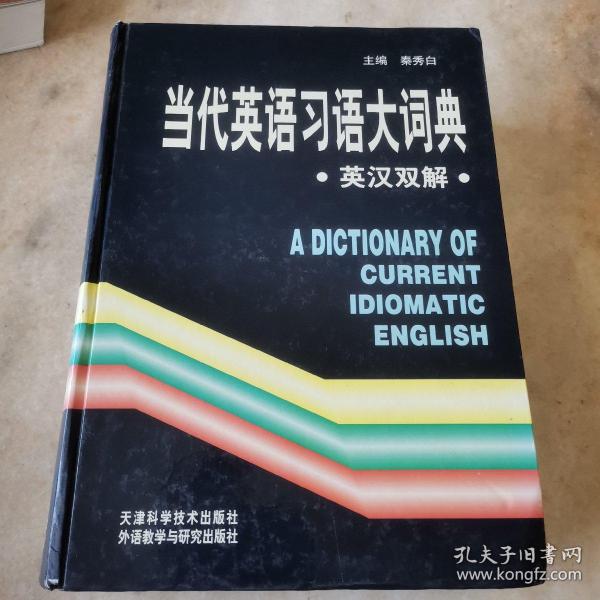 主编 秦秀白
当代英语习语大词典
•英汉双解•
A DICTIONARY OF
CURRENT
IDIOMATIC
ENGLISH
天津科学技术出版社
外语教学与研究出版社
孔夫子旧书网
www.kongfz.com